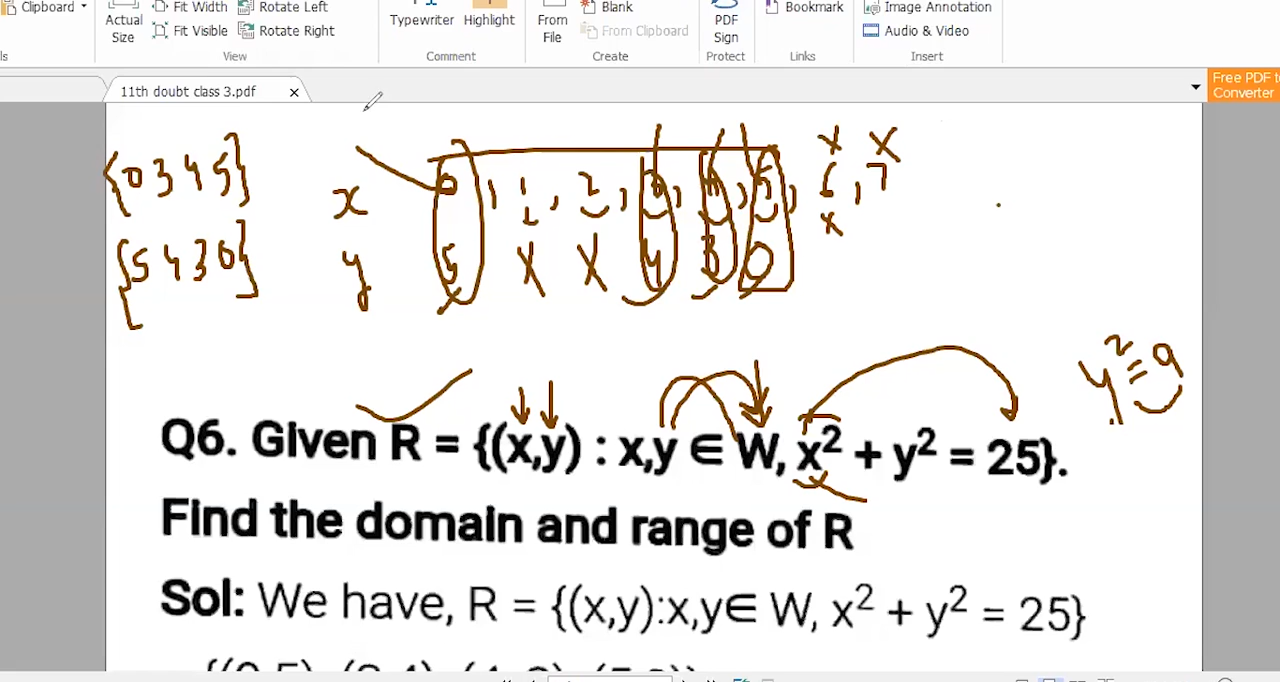 Clipboard
Actual Size
Fit Width
Fit Visible
Rotate Left
Rotate Right
View
Typewriter
Highlight
Comment
From File
Blank
From Clipboard
Create
PDF Sign
Protect
Bookmark
Links
Image Annotation
Audio & Video
Insert
11th doubt class 3.pdf
Free PDF to
Converter
{0 3 4 5}
x 0, 1, 2, 3, 4, 5, 6, 7
{5 4 3 0}
y 5 X X 4 3 0 x
y² = 9
Q6. Given R = {(x,y) : x,y ∈ W, x² + y² = 25}.
Find the domain and range of R
Sol: We have, R = {(x,y):x,y∈ W, x² + y² = 25}